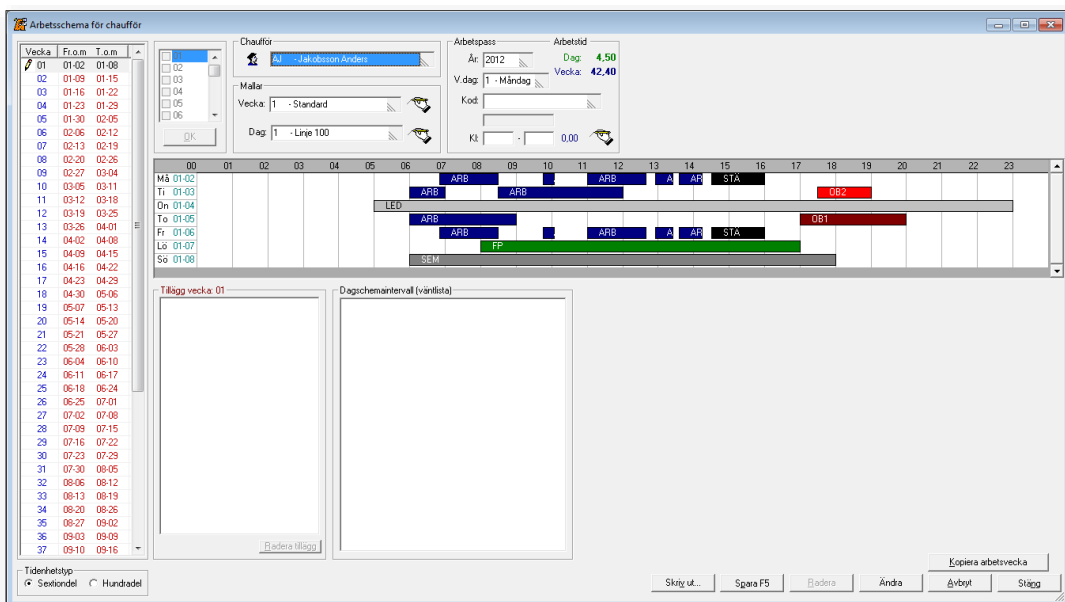 Arbetsschema för chaufför
Vecka Fr.o.m T.o.m
01 01-02 01-08
02 01-09 01-15
03 01-16 01-22
04 01-23 01-29
05 01-30 02-05
06 02-06 02-12
07 02-13 02-19
08 02-20 02-26
09 02-27 03-04
10 03-05 03-11
11 03-12 03-18
12 03-19 03-25
13 03-26 04-01
14 04-02 04-08
15 04-09 04-15
16 04-16 04-22
17 04-23 04-29
18 04-30 05-06
19 05-07 05-13
20 05-14 05-20
21 05-21 05-27
22 05-28 06-03
23 06-04 06-10
24 06-11 06-17
25 06-18 06-24
26 06-25 07-01
27 07-02 07-08
28 07-09 07-15
29 07-16 07-22
30 07-23 07-29
31 07-30 08-05
32 08-06 08-12
33 08-13 08-19
34 08-20 08-26
35 08-27 09-02
36 09-03 09-09
37 09-10 09-16
Tidenhetstyp
Sextiondel Hundradel
01
02
03
04
05
06
OK
Chaufför
AJ - Jakobsson Anders
Mallar
Vecka: 1 - Standard
Dag: 1 - Linje 100
Arbetspass Arbetstid
År: 2012 Dag: 4,50
V.dag: 1 - Måndag Vecka: 42,40
Kod:
Kl: - 0,00
00 01 02 03 04 05 06 07 08 09 10 11 12 13 14 15 16 17 18 19 20 21 22 23
Må 01-02 ARB ARB A AR STÄ
Ti 01-03 ARB ARB OB2
On 01-04 LED
To 01-05 ARB OB1
Fr 01-06 ARB ARB A AR STÄ
Lö 01-07 FP
Sö 01-08 SEM
Tillägg vecka: 01
Radera tillägg
Dagschemaintervall (väntlista)
Kopiera arbetsvecka
Skriv ut... Spara F5 Radera Ändra Avbryt Stäng